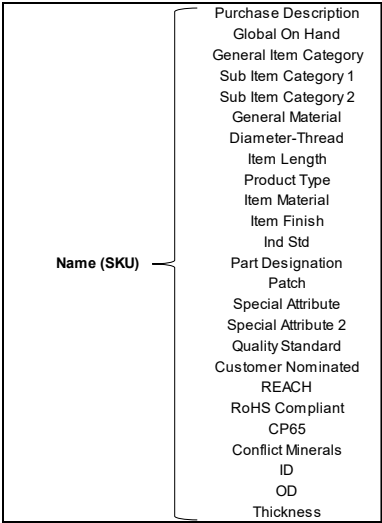 Purchase Description
Global On Hand
General Item Category
Sub Item Category 1
Sub Item Category 2
General Material
Diameter-Thread
Item Length
Product Type
Item Material
Item Finish
Ind Std
Name (SKU)
Part Designation
Patch
Special Attribute
Special Attribute 2
Quality Standard
Customer Nominated
REACH
RoHS Compliant
CP65
Conflict Minerals
ID
OD
Thickness